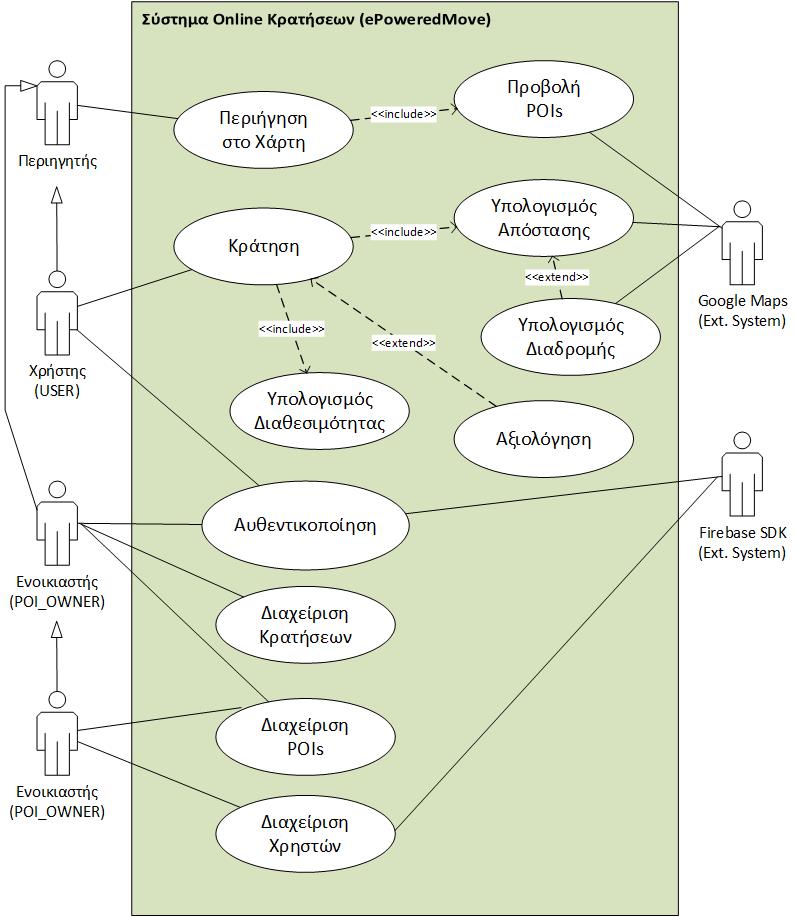 Σύστημα Online Κρατήσεων (ePoweredMove)
Περιηγητής
Περιήγηση
στο Χάρτη
<<include>>
Προβολή
POIs
Κράτηση
<<include>>
Υπολογισμός
Απόστασης
<<extend>>
Υπολογισμός
Διαδρομής
Google Maps
(Ext. System)
Χρήστης
(USER)
<<include>>
<<extend>>
Υπολογισμός
Διαθεσιμότητας
Αξιολόγηση
Αυθεντικοποίηση
Firebase SDK
(Ext. System)
Ενοικιαστής
(POI_OWNER)
Διαχείριση
Κρατήσεων
Διαχείριση
POIs
Ενοικιαστής
(POI_OWNER)
Διαχείριση
Χρηστών